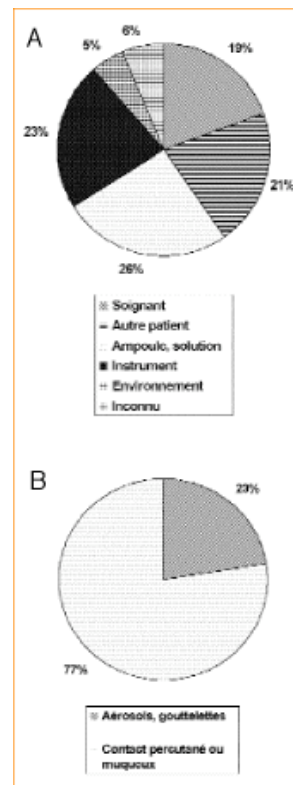 A
6%
5%
19%
23%
21%
26%
Soignant
Autre patient
Ampoule, solution
Instrument
Environnement
Inconnu
B
23%
77%
Aérosols, gouttelettes
Contact percutané ou
muqueux